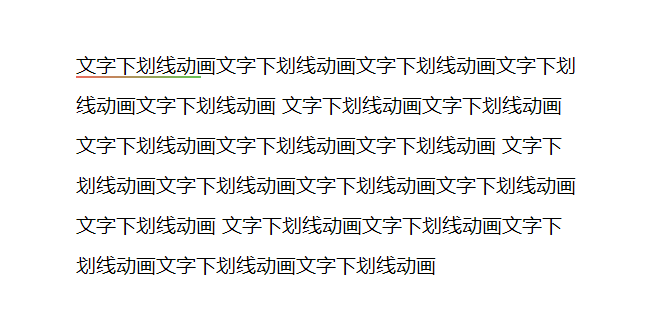 文字下划线动画文字下划线动画文字下划线动画文字下划
线动画文字下划线动画 文字下划线动画文字下划线动画
文字下划线动画文字下划线动画文字下划线动画 文字下
划线动画文字下划线动画文字下划线动画文字下划线动画
文字下划线动画 文字下划线动画文字下划线动画文字下
划线动画文字下划线动画文字下划线动画